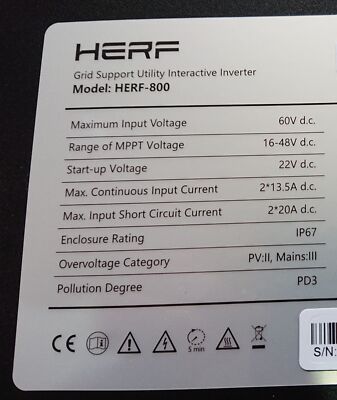 HERF
Grid Support Utility Interactive Inverter
Model: HERF-800
Maximum Input Voltage 60V d.c.
Range of MPPT Voltage 16-48V d.c.
Start-up Voltage 22V d.c.
Max. Continuous Input Current 2*13.5A d.c.
Max. Input Short Circuit Current 2*20A d.c.
Enclosure Rating IP67
Overvoltage Category PV:II, Mains:III
Pollution Degree PD3
CE
5 min
S/N: